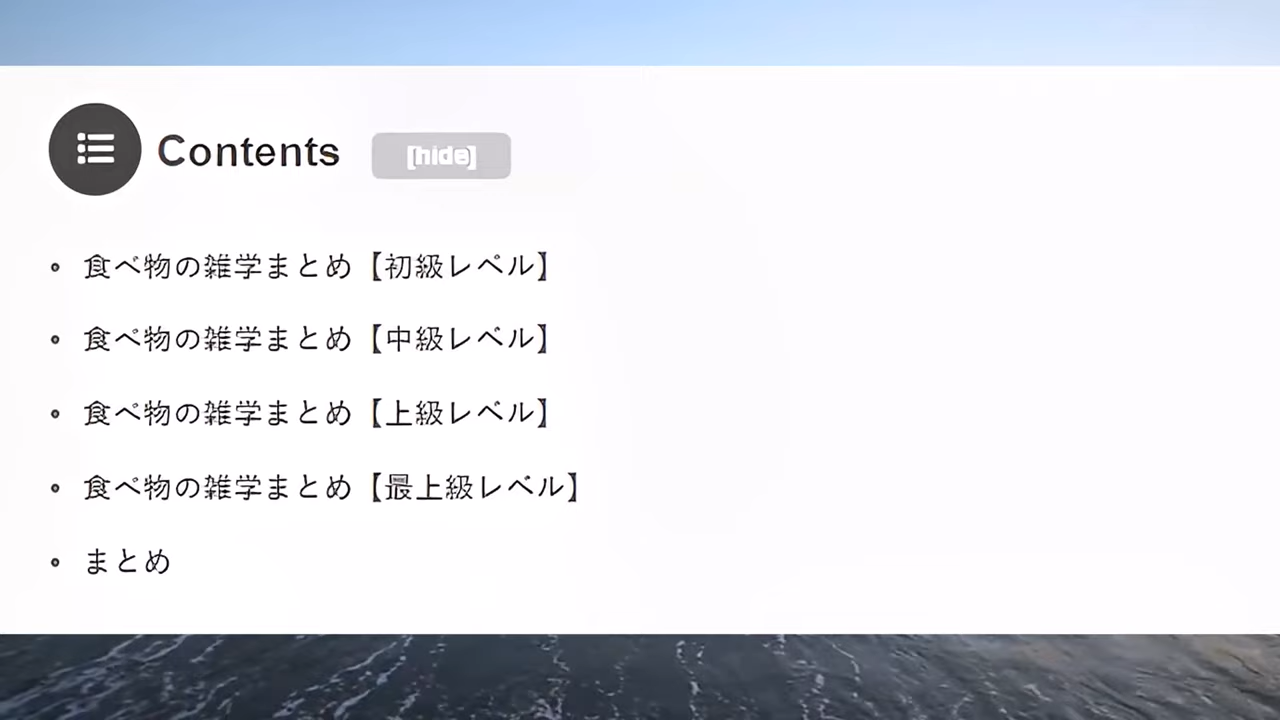 Contents [hide]
食べ物の雑学まとめ【初級レベル】
食べ物の雑学まとめ【中級レベル】
食べ物の雑学まとめ【上級レベル】
食べ物の雑学まとめ【最上級レベル】
まとめ